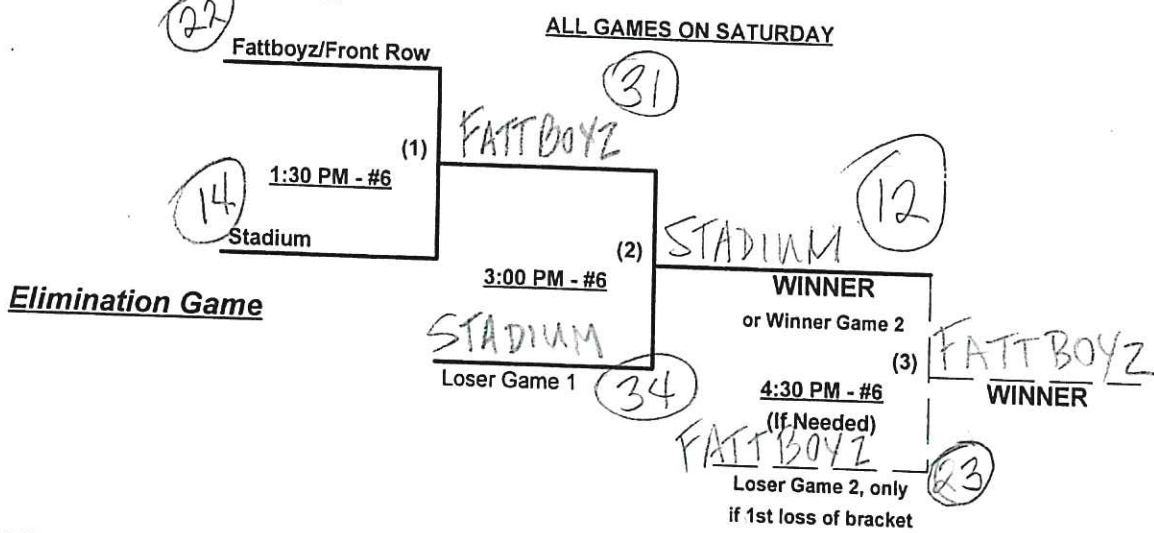 22
ALL GAMES ON SATURDAY
Fattboyz/Front Row
31
(1)
FATTBOYZ
1:30 PM - #6
14
Stadium
12
(2)
STADIUM
3:00 PM - #6
WINNER
Elimination Game
or Winner Game 2
STADIUM
(3)
FATTBOYZ
Loser Game 1
34
4:30 PM - #6
WINNER
(If Needed)
FATTBOYZ
23
Loser Game 2, only
if 1st loss of bracket